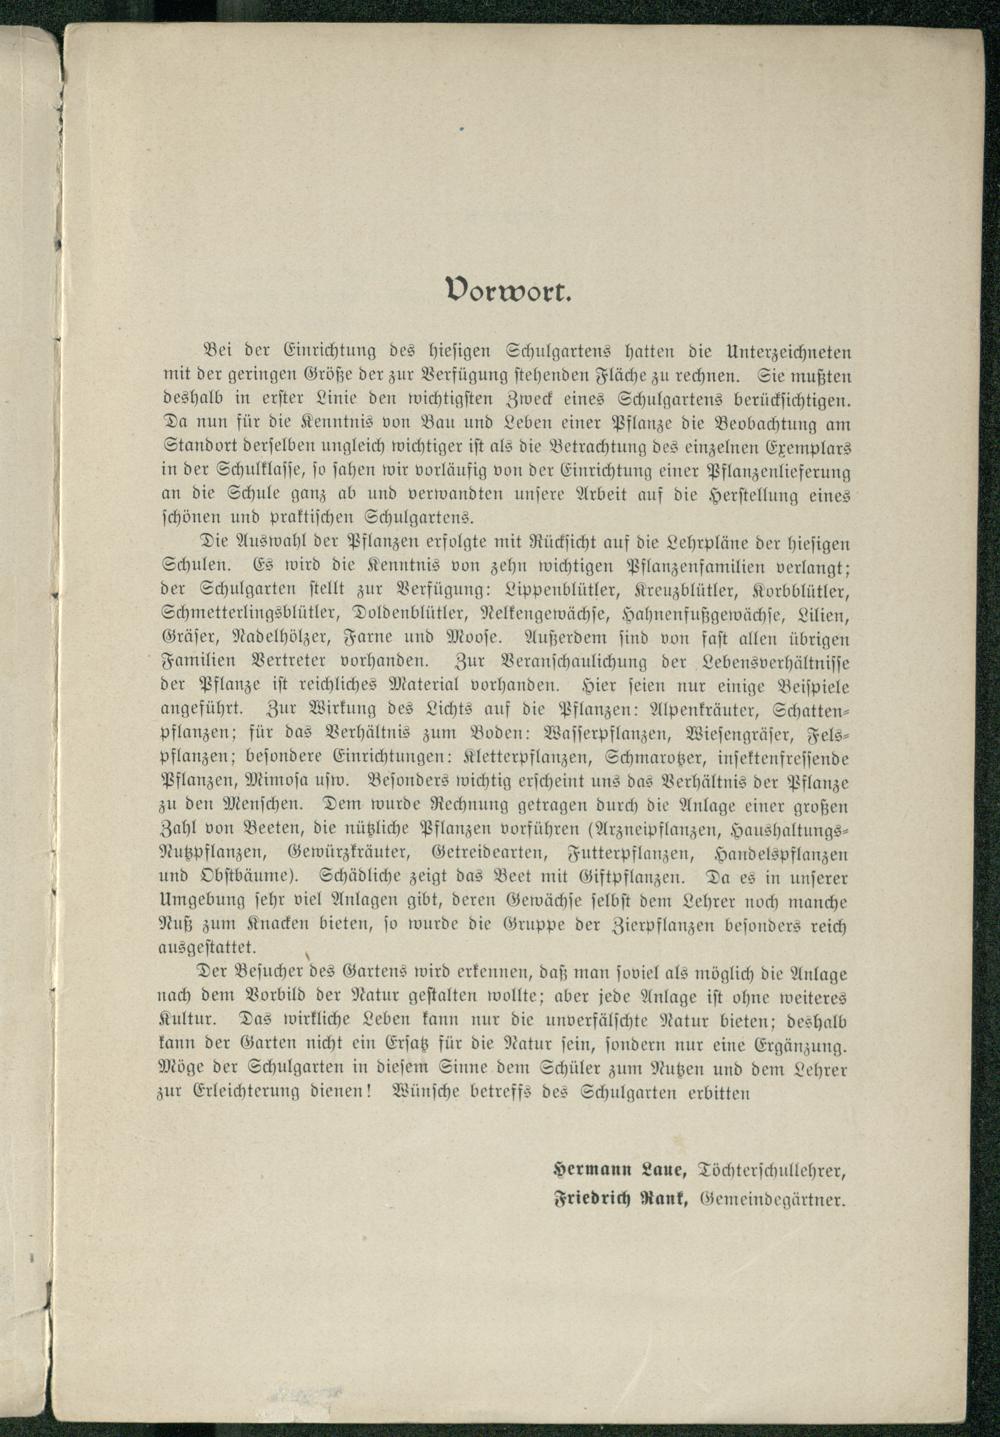 Vorwort.
Bei der Einrichtung des hiesigen Schulgartens hatten die Unterzeichneten
mit der geringen Größe der zur Verfügung stehenden Fläche zu rechnen. Sie mußten
deshalb in erster Linie den wichtigsten Zweck eines Schulgartens berücksichtigen.
Da nun für die Kenntnis von Bau und Leben einer Pflanze die Beobachtung am
Standort derselben ungleich wichtiger ist als die Betrachtung des einzelnen Exemplars
in der Schulklasse, so sahen wir vorläufig von der Einrichtung einer Pflanzenlieferung
an die Schule ganz ab und verwandten unsere Arbeit auf die Herstellung eines
schönen und praktischen Schulgartens.
Die Auswahl der Pflanzen erfolgte mit Rücksicht auf die Lehrpläne der hiesigen
Schulen. Es wird die Kenntnis von zehn wichtigen Pflanzenfamilien verlangt;
der Schulgarten stellt zur Verfügung: Lippenblütler, Kreuzblütler, Korbblütler,
Schmetterlingsblütler, Doldenblütler, Nelkengewächse, Hahnenfußgewächse, Lilien,
Gräser, Nadelhölzer, Farne und Moose. Außerdem sind von fast allen übrigen
Familien Vertreter vorhanden. Zur Veranschaulichung der Lebensverhältnisse
der Pflanze ist reichliches Material vorhanden. Hier seien nur einige Beispiele
angeführt. Zur Wirkung des Lichts auf die Pflanzen: Alpenkräuter, Schatten-
pflanzen; für das Verhältnis zum Boden: Wasserpflanzen, Wiesengräser, Fels-
pflanzen; besondere Einrichtungen: Kletterpflanzen, Schmarotzer, insektenfressende
Pflanzen, Mimosa usw. Besonders wichtig erscheint uns das Verhältnis der Pflanze
zu den Menschen. Dem wurde Rechnung getragen durch die Anlage einer großen
Zahl von Beeten, die nützliche Pflanzen vorführen (Arzneipflanzen, Haushaltungs-
Nutzpflanzen, Gewürzkräuter, Getreidearten, Futterpflanzen, Handelspflanzen
und Obstbäume). Schädliche zeigt das Beet mit Giftpflanzen. Da es in unserer
Umgebung sehr viel Anlagen gibt, deren Gewächse selbst dem Lehrer noch manche
Nuß zum Knacken bieten, so wurde die Gruppe der Zierpflanzen besonders reich
ausgestattet.
Der Besucher des Gartens wird erkennen, daß man soviel als möglich die Anlage
nach dem Vorbild der Natur gestalten wollte; aber jede Anlage ist ohne weiteres
Kultur. Das wirkliche Leben kann nur die unverfälschte Natur bieten; deshalb
kann der Garten nicht ein Ersatz für die Natur sein, sondern nur eine Ergänzung.
Möge der Schulgarten in diesem Sinne dem Schüler zum Nutzen und dem Lehrer
zur Erleichterung dienen! Wünsche betreffs des Schulgarten erbitten
Hermann Laue, Töchterschullehrer,
Friedrich Rank, Gemeindegärtner.